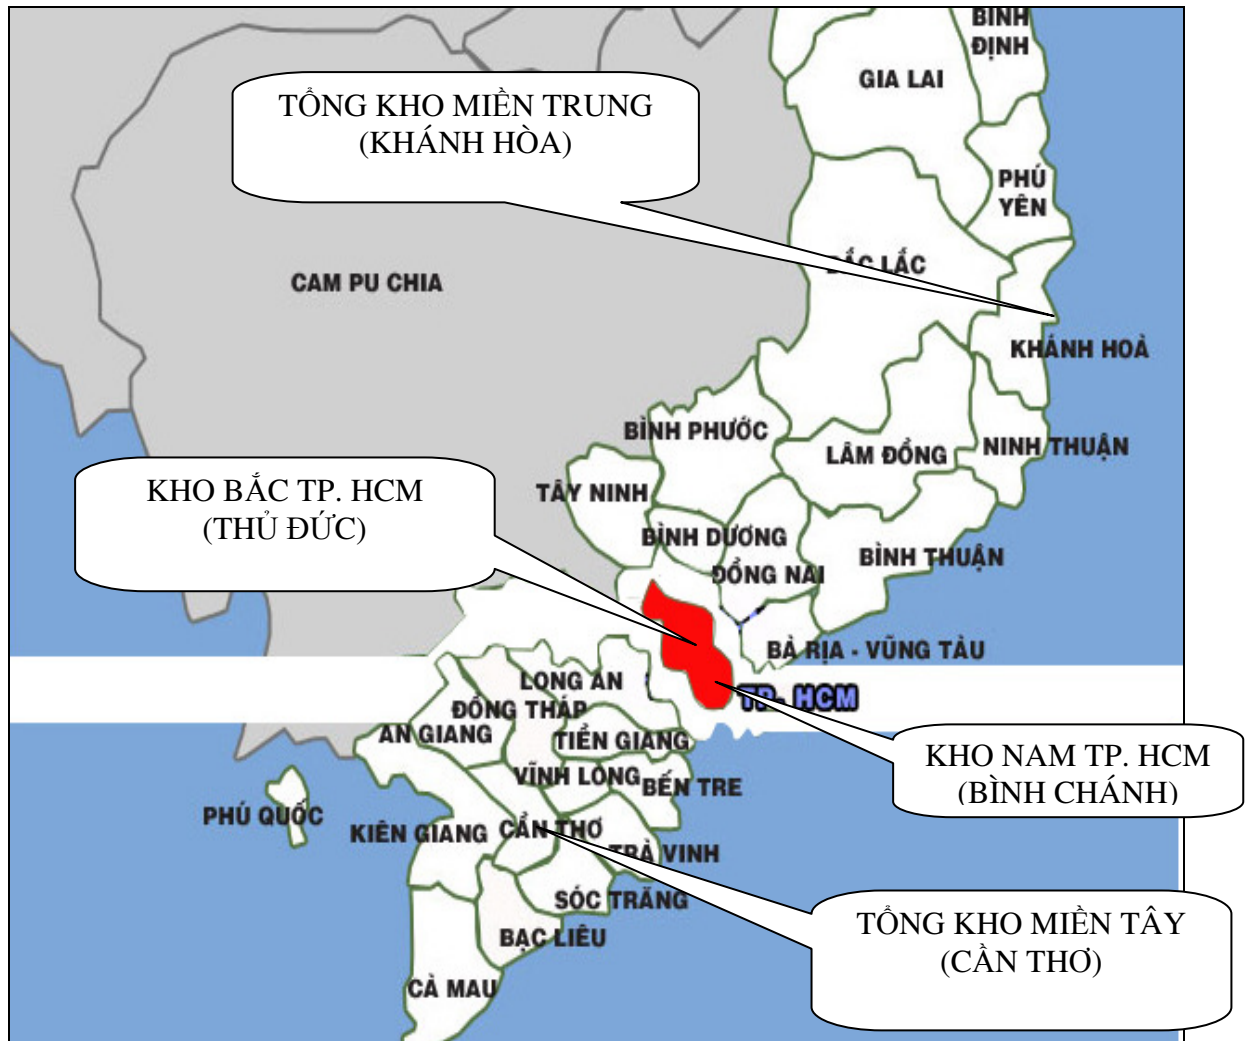 BÌNH
ĐỊNH
GIA LAI
TỔNG KHO MIỀN TRUNG
(KHÁNH HÒA)
PHÚ
YÊN
LẮC
CAM PU CHIA
KHÁNH HOÀ
BÌNH PHƯỚC
LÂM ĐỒNG
NINH THUẬN
KHO BẮC TP. HCM
(THỦ ĐỨC)
TÂY NINH
BÌNH DƯƠNG
ĐỒNG NAI
BÌNH THUẬN
BÀ RỊA - VŨNG TÀU
LONG AN
TP. HCM
ĐỒNG THÁP
AN GIANG
TIỀN GIANG
KHO NAM TP. HCM
(BÌNH CHÁNH)
VĨNH LONG
BẾN TRE
PHÚ QUỐC
KIÊN GIANG
CẦN THƠ
TRÀ VINH
SÓC TRĂNG
TỔNG KHO MIỀN TÂY
(CẦN THƠ)
BẠC LIÊU
CÀ MAU